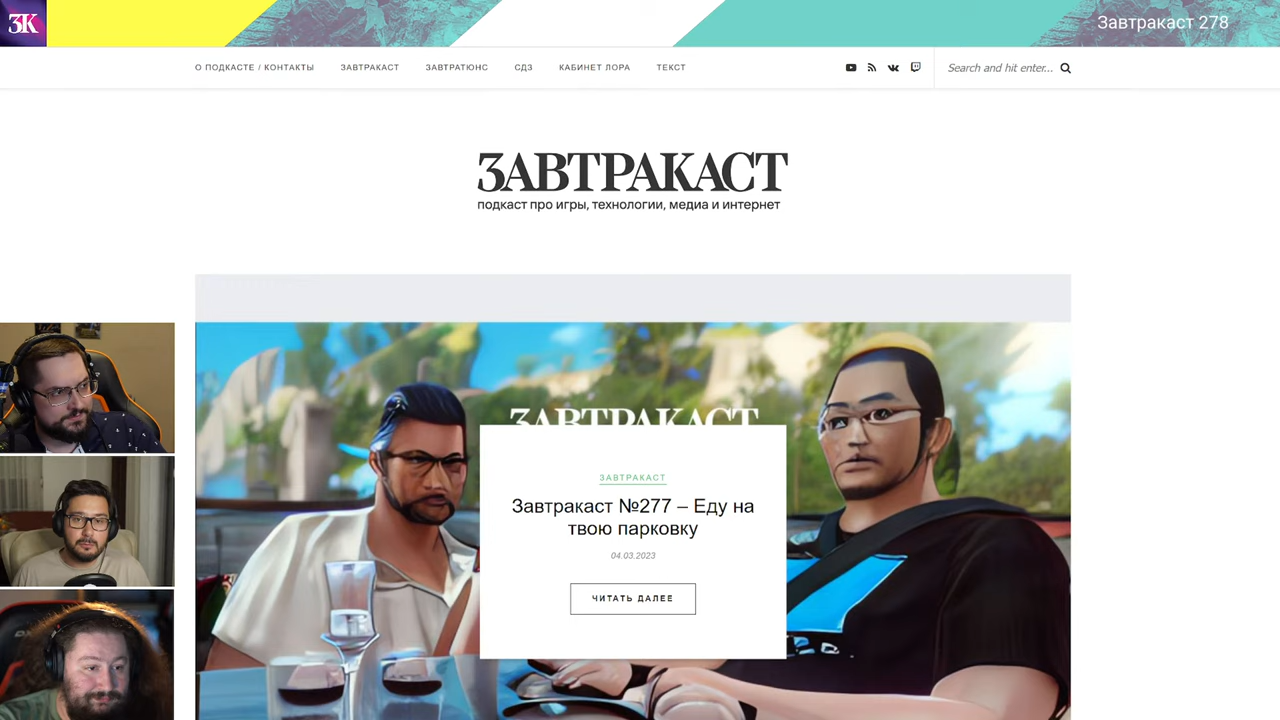 ЗК
Завтракаст 278
О ПОДКАСТЕ / КОНТАКТЫ ЗАВТРАКАСТ ЗАВТРАТЮНС СДЗ КАБИНЕТ ЛОРА ТЕКСТ Search and hit enter...
ЗАВТРАКАСТ
подкаст про игры, технологии, медиа и интернет
ЗАВТРАКАСТ
ЗАВТРАКАСТ
Завтракаст №277 – Еду на
твою парковку
04.03.2023
ЧИТАТЬ ДАЛЕЕ